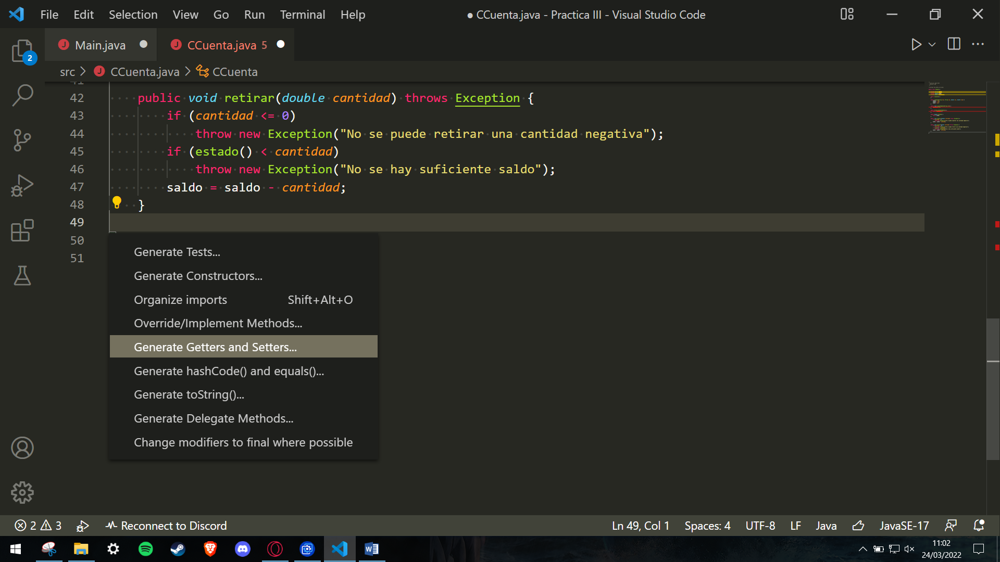 File Edit Selection View Go Run Terminal Help
● CCuenta.java - Practica III - Visual Studio Code
2
J Main.java ●
J CCuenta.java 5 ●
src > J CCuenta.java > CCuenta
41
42 public void retirar(double cantidad) throws Exception {
43 if (cantidad <= 0)
44 throw new Exception("No se puede retirar una cantidad negativa");
45 if (estado() < cantidad)
46 throw new Exception("No se hay suficiente saldo");
47 saldo = saldo - cantidad;
48 }
49
50
51
Generate Tests...
Generate Constructors...
Organize imports Shift+Alt+O
Override/Implement Methods...
Generate Getters and Setters...
Generate hashCode() and equals()...
Generate toString()...
Generate Delegate Methods...
Change modifiers to final where possible
2 3 Reconnect to Discord
Ln 49, Col 1 Spaces: 4 UTF-8 LF Java JavaSE-17
11:02
24/03/2022